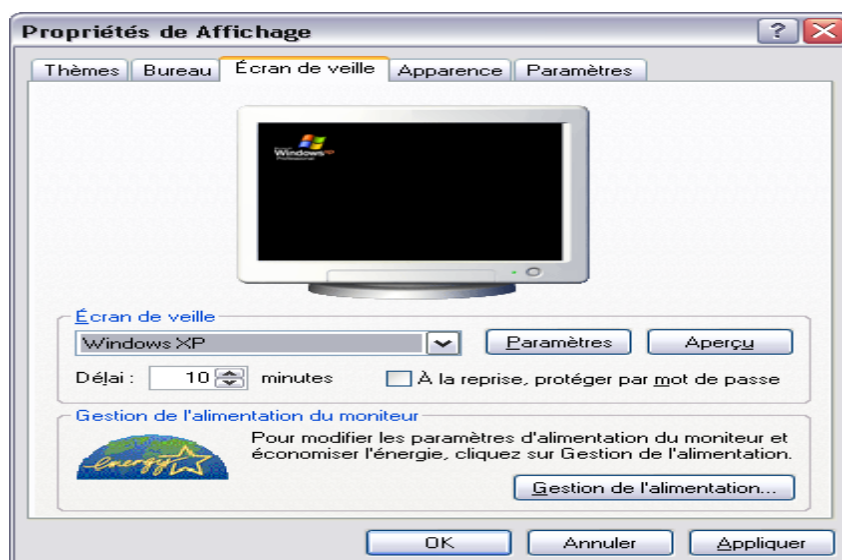 Propriétés de Affichage
Thèmes Bureau Écran de veille Apparence Paramètres
Windows XP
Professional
Écran de veille
Windows XP Paramètres Aperçu
Délai : 10 minutes À la reprise, protéger par mot de passe
Gestion de l'alimentation du moniteur
Pour modifier les paramètres d'alimentation du moniteur et
économiser l'énergie, cliquez sur Gestion de l'alimentation.
energy
Gestion de l'alimentation...
OK Annuler Appliquer